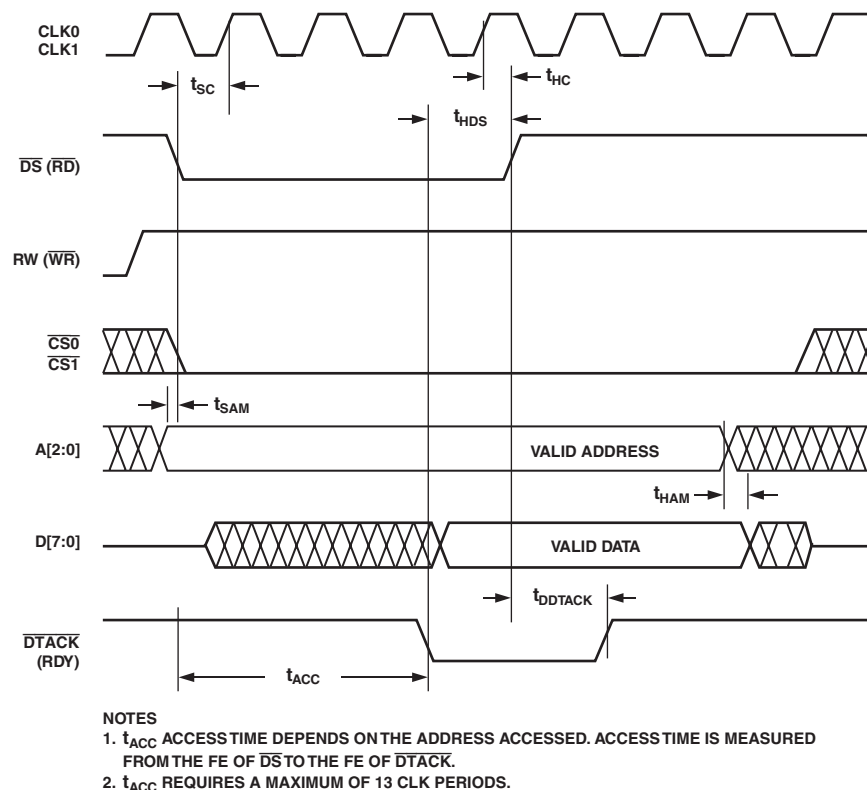 CLK0
CLK1
tSC
tHC
tHDS
DS (RD)
RW (WR)
CS0
CS1
tSAM
A[2:0]
VALID ADDRESS
tHAM
D[7:0]
VALID DATA
tDDTACK
DTACK
(RDY)
tACC
NOTES
1. tACC ACCESS TIME DEPENDS ON THE ADDRESS ACCESSED. ACCESS TIME IS MEASURED
FROM THE FE OF DS TO THE FE OF DTACK.
2. tACC REQUIRES A MAXIMUM OF 13 CLK PERIODS.